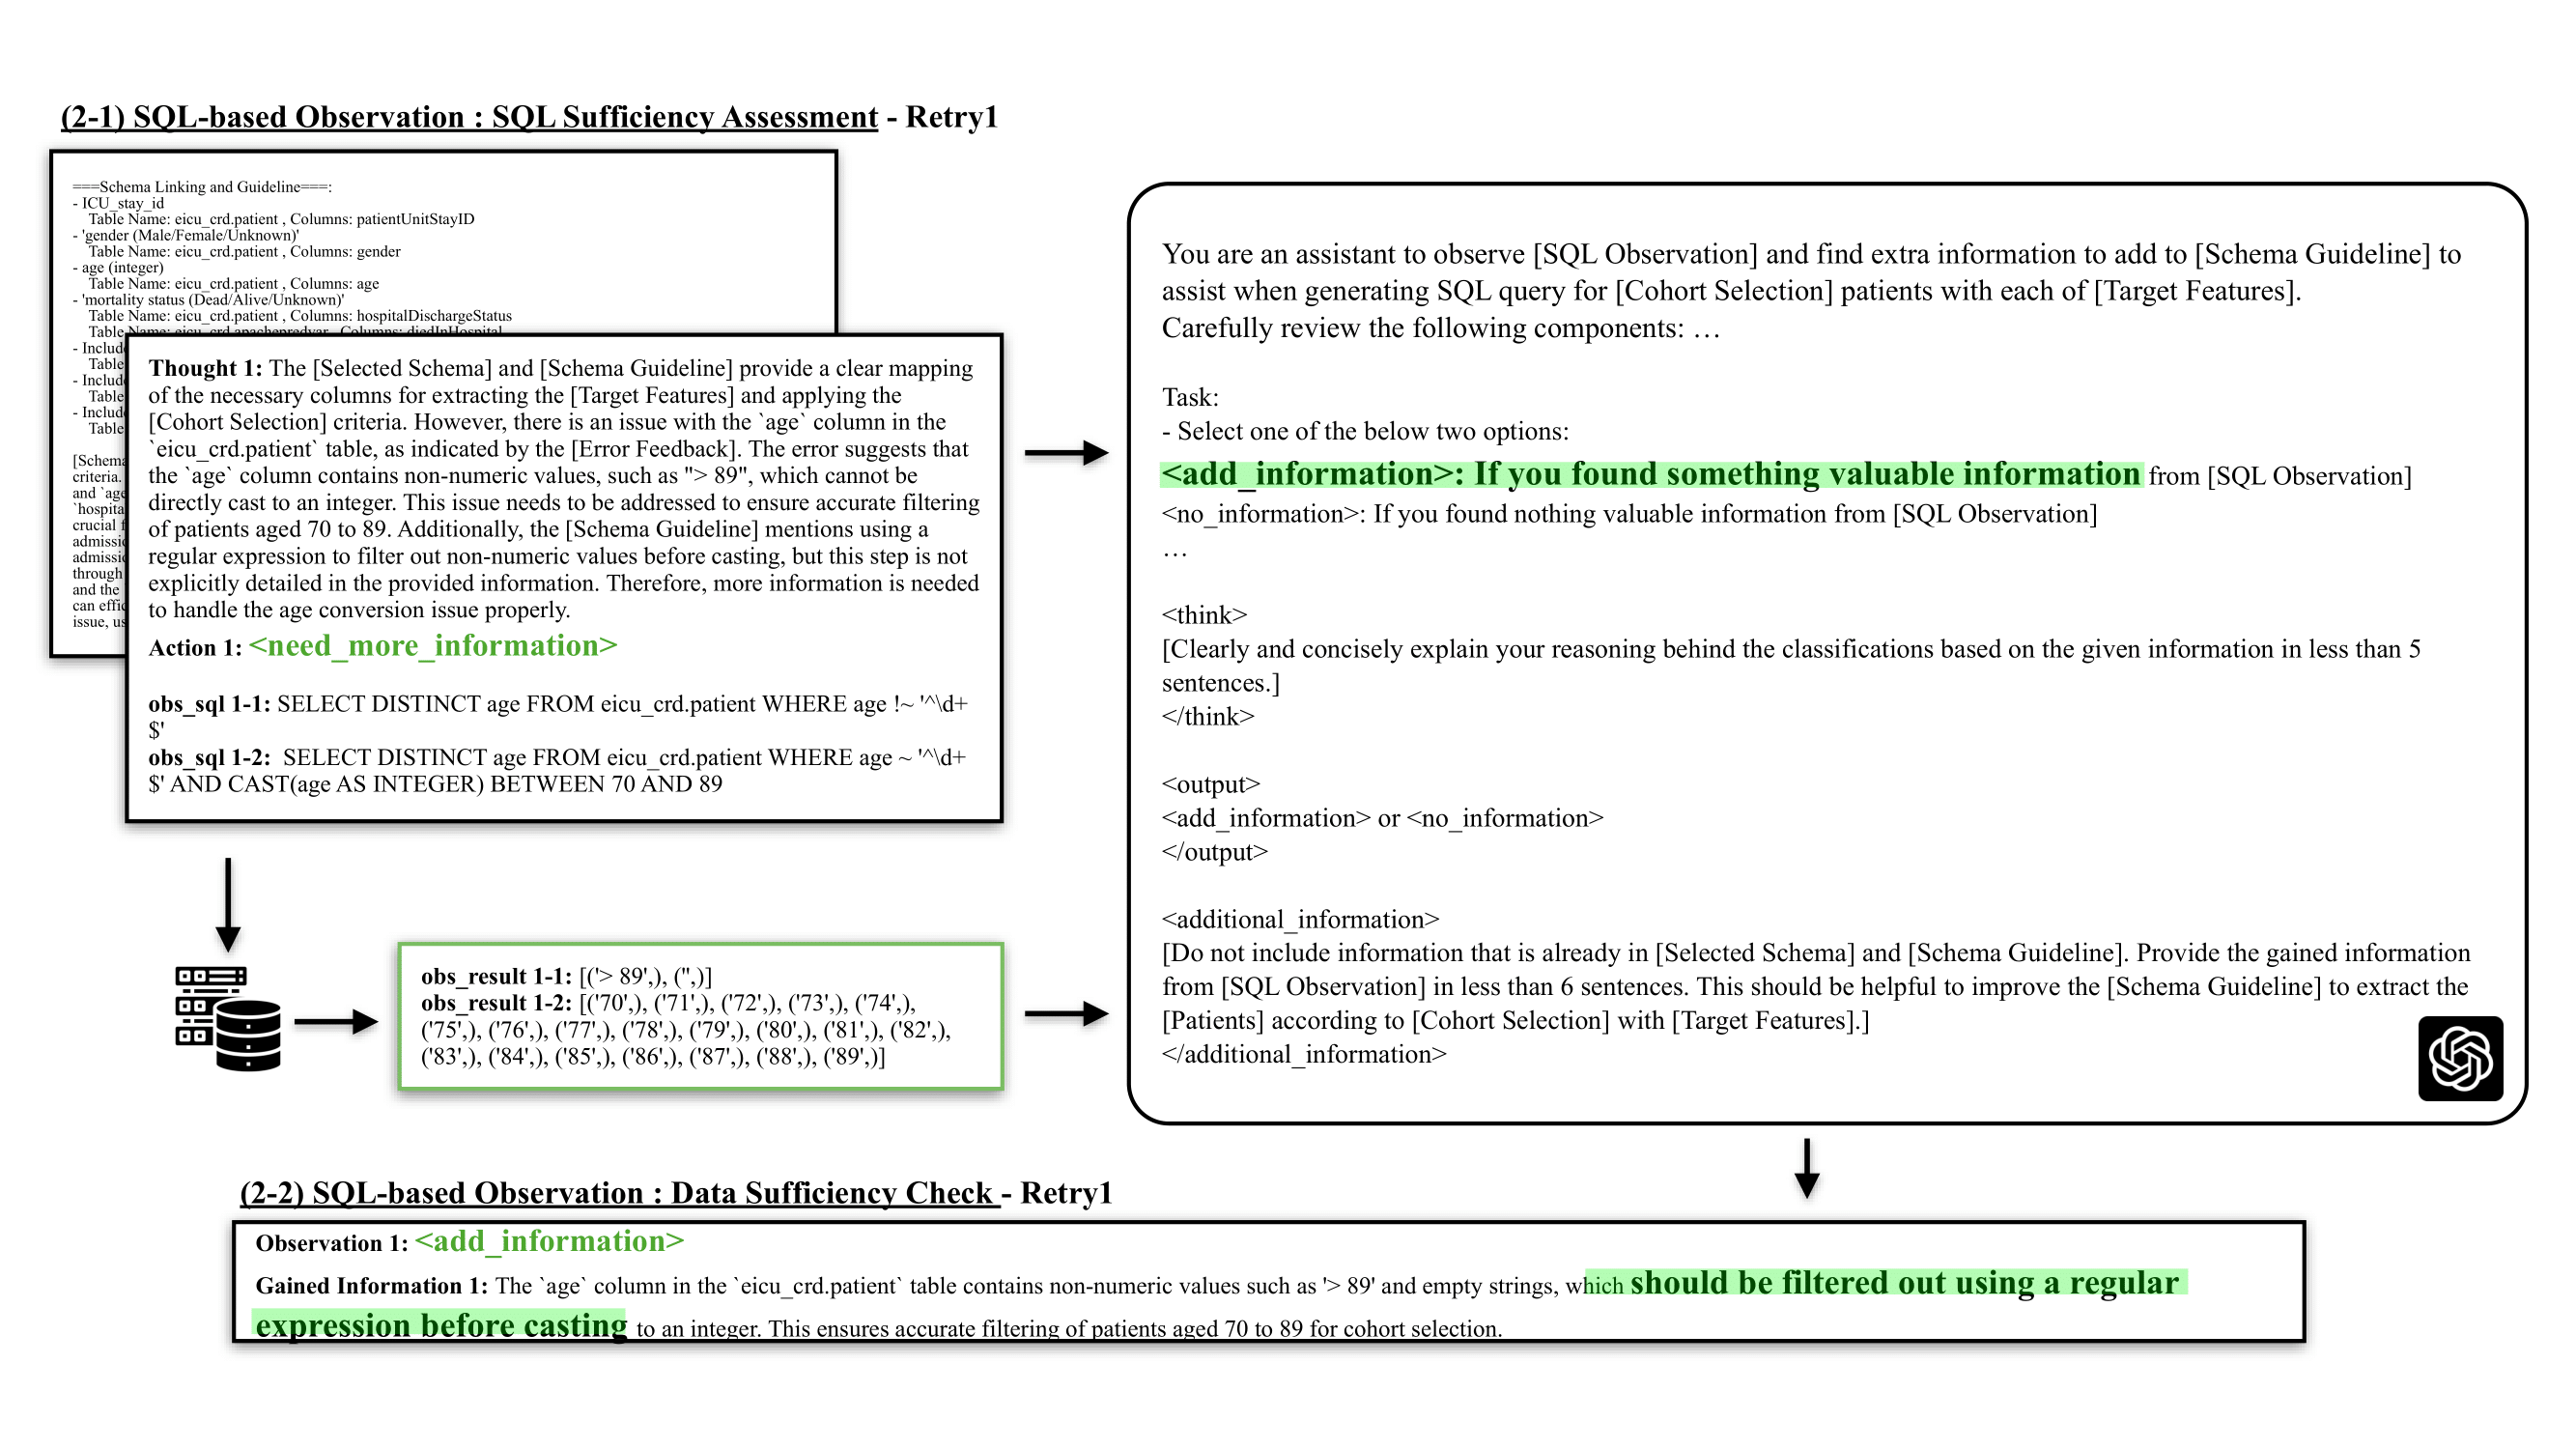 (2-1) SQL-based Observation : SQL Sufficiency Assessment - Retry1
===Schema Linking and Guideline===:
- ICU_stay_id
Table Name: eicu_crd.patient , Columns: patientUnitStayID
- 'gender (Male/Female/Unknown)'
Table Name: eicu_crd.patient , Columns: gender
- age (integer)
Table Name: eicu_crd.patient , Columns: age
- 'mortality status (Dead/Alive/Unknown)'
Table Name: eicu_crd.patient , Columns: hospitalDischargeStatus
Table Name: eicu_crd.apachepredvar , Columns: diedInHospital
- Include
Table
- Include
Table
- Include
Table
[Schema
criteria.
and `age
`hospita
crucial f
admissi
admissi
through
and the
can effic
issue, us
Thought 1: The [Selected Schema] and [Schema Guideline] provide a clear mapping
of the necessary columns for extracting the [Target Features] and applying the
[Cohort Selection] criteria. However, there is an issue with the `age` column in the
`eicu_crd.patient` table, as indicated by the [Error Feedback]. The error suggests that
the `age` column contains non-numeric values, such as "> 89", which cannot be
directly cast to an integer. This issue needs to be addressed to ensure accurate filtering
of patients aged 70 to 89. Additionally, the [Schema Guideline] mentions using a
regular expression to filter out non-numeric values before casting, but this step is not
explicitly detailed in the provided information. Therefore, more information is needed
to handle the age conversion issue properly.
Action 1: <need_more_information>
obs_sql 1-1: SELECT DISTINCT age FROM eicu_crd.patient WHERE age !~ '^\d+
$'
obs_sql 1-2: SELECT DISTINCT age FROM eicu_crd.patient WHERE age ~ '^\d+
$' AND CAST(age AS INTEGER) BETWEEN 70 AND 89
obs_result 1-1: [('> 89',), ('',)]
obs_result 1-2: [('70',), ('71',), ('72',), ('73',), ('74',),
('75',), ('76',), ('77',), ('78',), ('79',), ('80',), ('81',), ('82',),
('83',), ('84',), ('85',), ('86',), ('87',), ('88',), ('89',)]
You are an assistant to observe [SQL Observation] and find extra information to add to [Schema Guideline] to
assist when generating SQL query for [Cohort Selection] patients with each of [Target Features].
Carefully review the following components: …
Task:
- Select one of the below two options:
<add_information>: If you found something valuable information from [SQL Observation]
<no_information>: If you found nothing valuable information from [SQL Observation]
…
<think>
[Clearly and concisely explain your reasoning behind the classifications based on the given information in less than 5
sentences.]
</think>
<output>
<add_information> or <no_information>
</output>
<additional_information>
[Do not include information that is already in [Selected Schema] and [Schema Guideline]. Provide the gained information
from [SQL Observation] in less than 6 sentences. This should be helpful to improve the [Schema Guideline] to extract the
[Patients] according to [Cohort Selection] with [Target Features].]
</additional_information>
(2-2) SQL-based Observation : Data Sufficiency Check - Retry1
Observation 1: <add_information>
Gained Information 1: The `age` column in the `eicu_crd.patient` table contains non-numeric values such as '> 89' and empty strings, which should be filtered out using a regular
expression before casting to an integer. This ensures accurate filtering of patients aged 70 to 89 for cohort selection.